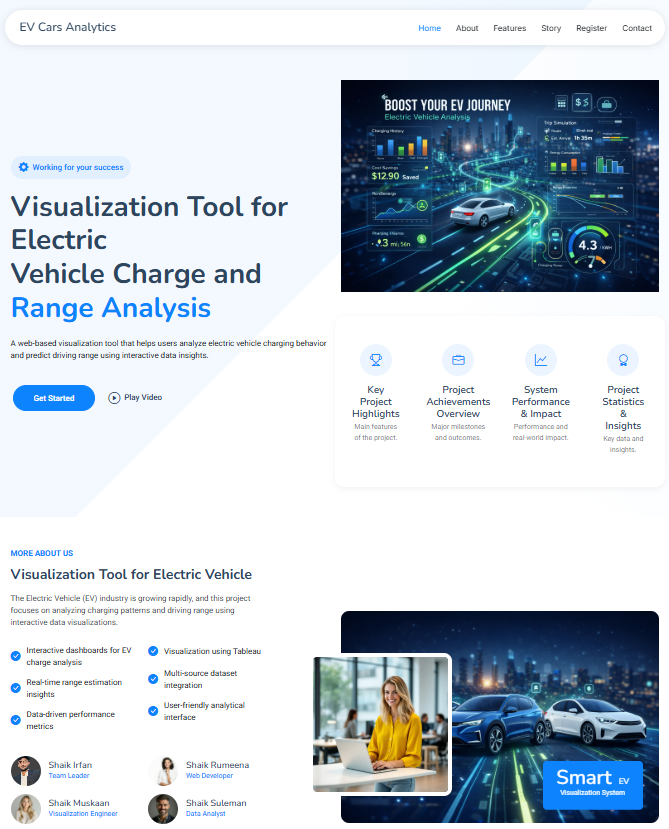 EV Cars Analytics
Home About Features Story Register Contact
BOOST YOUR EV JOURNEY
Electric Vehicle Analysis
Charging History
Cost Savings
$12.90 Saved
Trip Simulation
1h 35m
4.3
Working for your success
Visualization Tool for
Electric
Vehicle Charge and
Range Analysis
A web-based visualization tool that helps users analyze electric vehicle charging behavior
and predict driving range using interactive data insights.
Get Started
Play Video
Key
Project
Highlights
Main features
of the project.
Project
Achievements
Overview
Major milestones
and outcomes.
System
Performance
& Impact
Performance and
real-world impact.
Project
Statistics
&
Insights
Key data and
insights.
MORE ABOUT US
Visualization Tool for Electric Vehicle
The Electric Vehicle (EV) industry is growing rapidly, and this project
focuses on analyzing charging patterns and driving range using
interactive data visualizations.
Interactive dashboards for EV
charge analysis
Real-time range estimation
insights
Data-driven performance
metrics
Visualization using Tableau
Multi-source dataset
integration
User-friendly analytical
interface
Shaik Irfan
Team Leader
Shaik Rumeena
Web Developer
Shaik Muskaan
Visualization Engineer
Shaik Suleman
Data Analyst
Smart EV
Visualization System